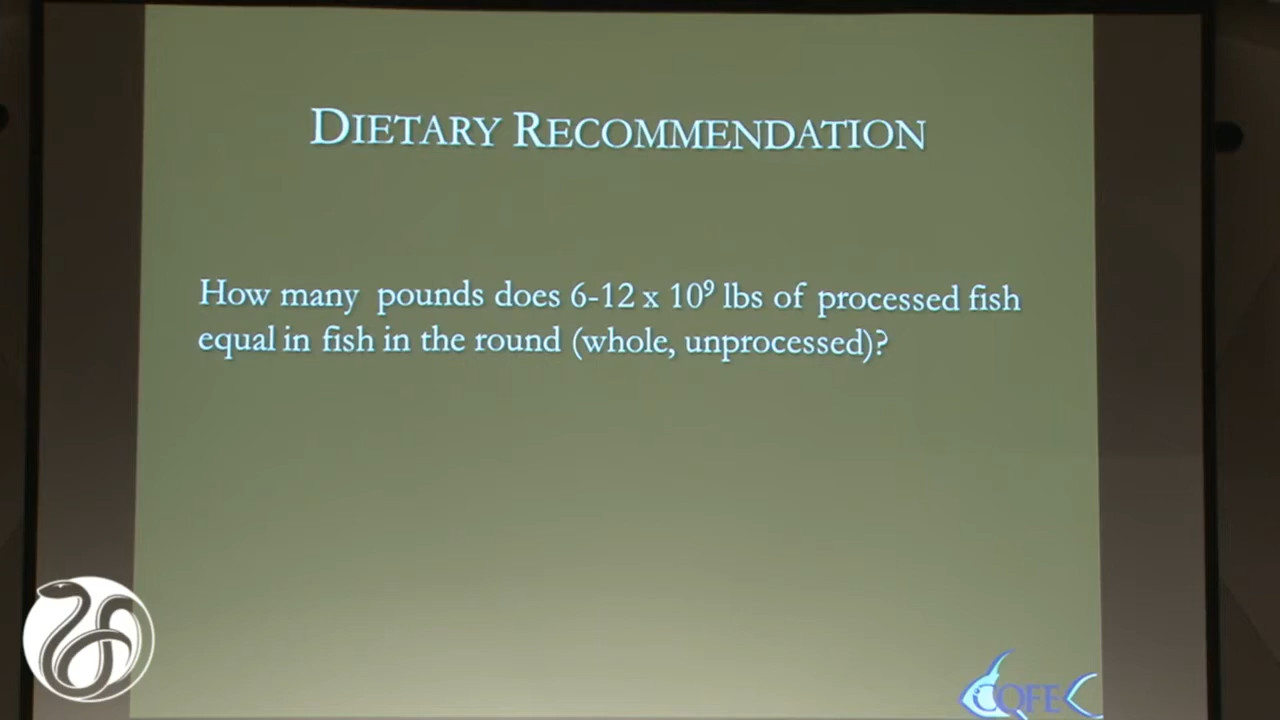 DIETARY RECOMMENDATION
How many pounds does 6-12 x 10⁹ lbs of processed fish
equal in fish in the round (whole, unprocessed)?
COFE